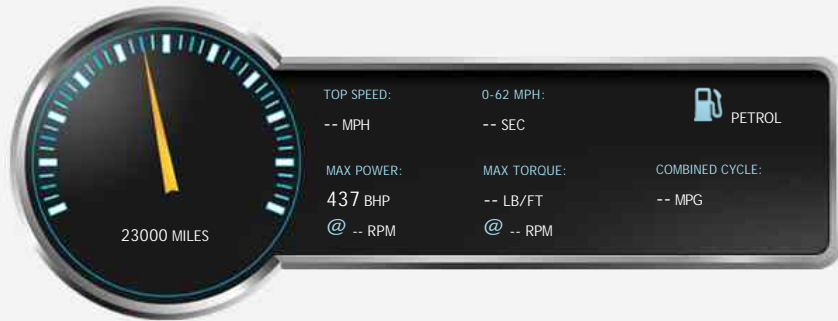 TOP SPEED:
-- MPH
0-62 MPH:
-- SEC
PETROL
MAX POWER:
437 BHP
@ -- RPM
MAX TORQUE:
-- LB/FT
@ -- RPM
COMBINED CYCLE:
-- MPG
23000 MILES